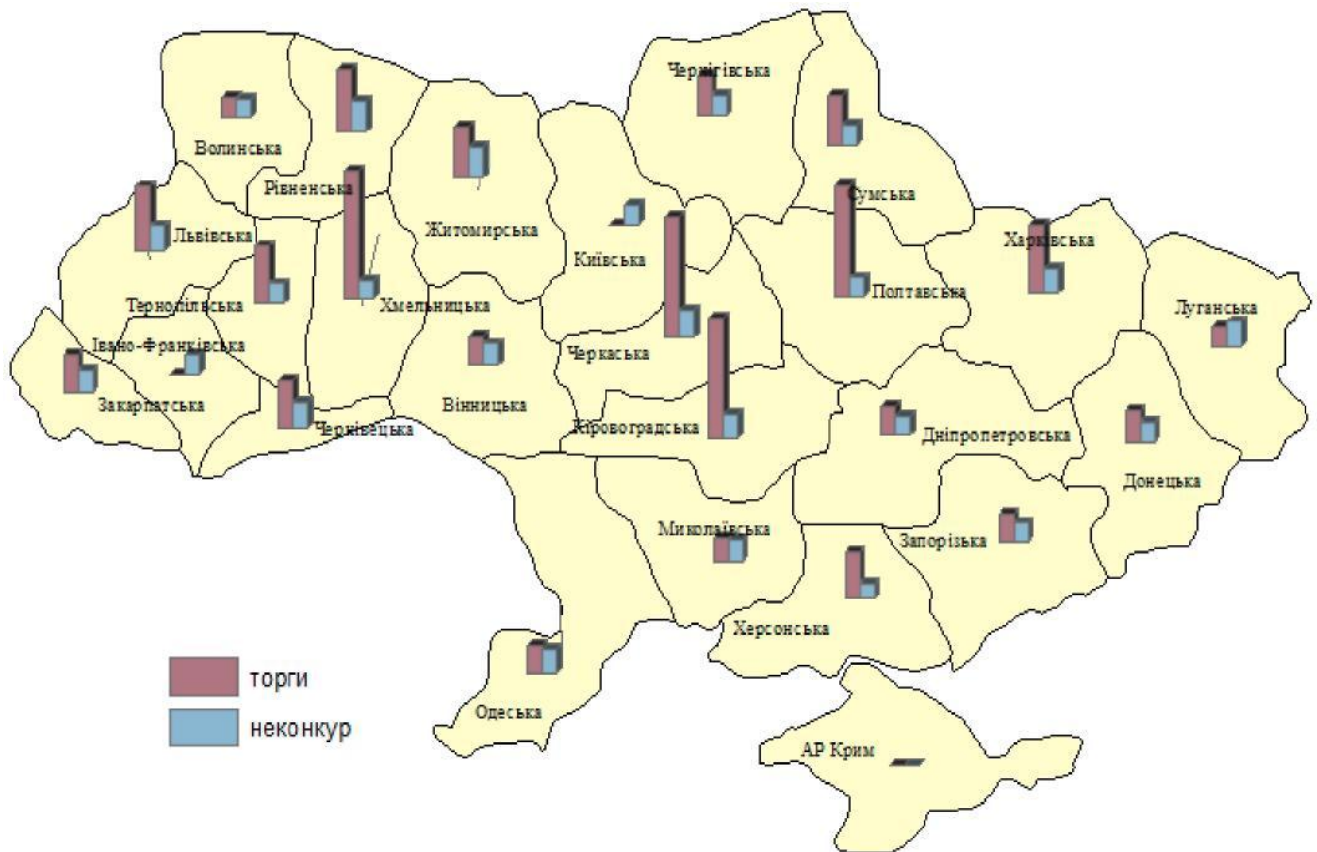 Чернігівська
Волинська
Рівненська
Сумська
Житомирська
Львівська
Київська
Харківська
Тернопільська
Хмельницька
Полтавська
Луганська
Івано-Франківська
Черкаська
Закарпатська
Вінницька
Чернівецька
Кіровоградська
Дніпропетровська
Донецька
Миколаївська
Запорізька
Херсонська
торги
Одеська
неконкур
АР Крим